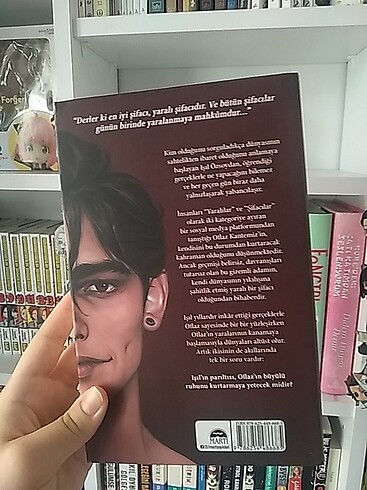 "Derler ki en iyi şifacı, yaralı şifacıdır. Ve bütün şifacılar
günün birinde yaralanmaya mahkûmdur..."
Kim olduğunu sorguladıkça dünyasının
sahtelikten ibaret olduğunu anlamaya
başlayan Işıl Özsoydan, öğrendiği
gerçeklerle ne yapacağını bilemez
ve her geçen gün biraz daha
yalnızlaşarak yabancılaşır.
İnsanları "Yaralılar" ve "Şifacılar"
olarak iki kategoriye ayıran
bir sosyal medya platformundan
tanıştığı Oflaz Kantemir'in,
kendisini bu durumdan kurtaracak
kahraman olduğunu düşünmektedir.
Ancak geçmişi belirsiz, davranışları
tutarsız olan bu gizemli adamın,
kendi dünyasının yıkılışına
şahitlik etmiş yaralı bir şifacı
olduğundan bihaberdir.
Işıl yıllardır inkâr ettiği gerçeklerle
Oflaz sayesinde bir bir yüzleşirken
Oflaz'ın yaralarının kanamaya
başlamasıyla dünyaları altüst olur.
Artık ikisinin de akıllarında
tek bir soru vardır:
Işıl'ın parıltısı, Oflaz'ın büyülü
ruhunu kurtarmaya yetecek midir?
MARTI
Forger